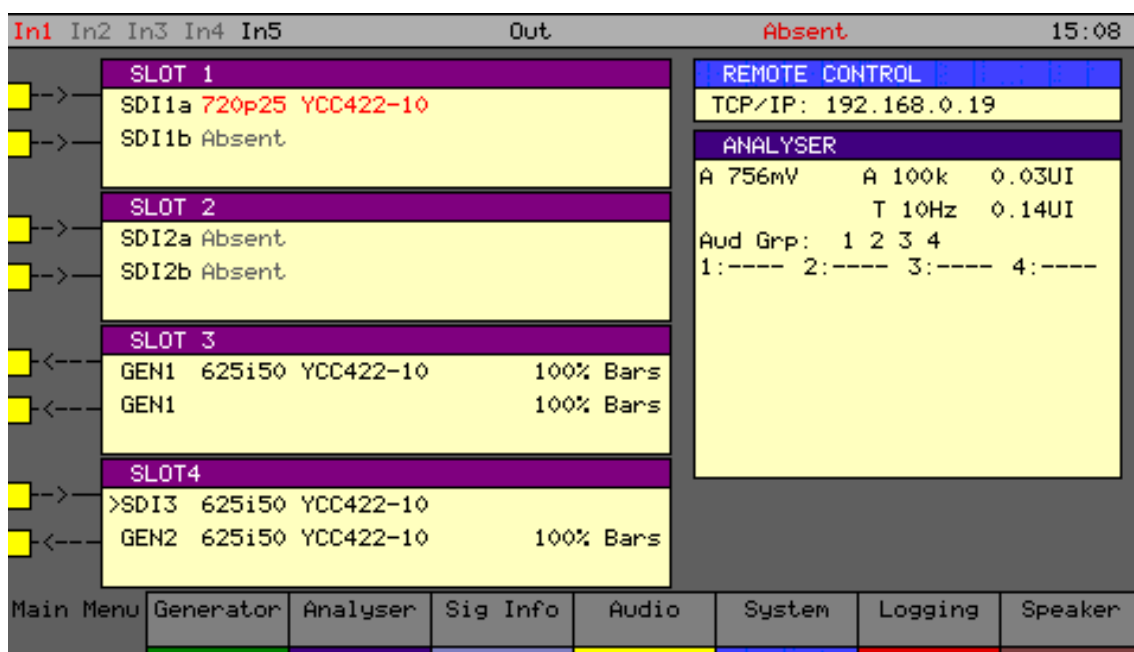 In1 In2 In3 In4 In5 Out Absent 15:08
SLOT 1
SDI1a 720p25 YCC422-10
SDI1b Absent
SLOT 2
SDI2a Absent
SDI2b Absent
SLOT 3
GEN1 625i50 YCC422-10 100% Bars
GEN1 100% Bars
SLOT4
>SDI3 625i50 YCC422-10
GEN2 625i50 YCC422-10 100% Bars
REMOTE CONTROL
TCP/IP: 192.168.0.19
ANALYSER
A 756mV A 100k 0.03UI
T 10Hz 0.14UI
Aud Grp: 1 2 3 4
1:---- 2:---- 3:---- 4:----
Main Menu Generator Analyser Sig Info Audio System Logging Speaker